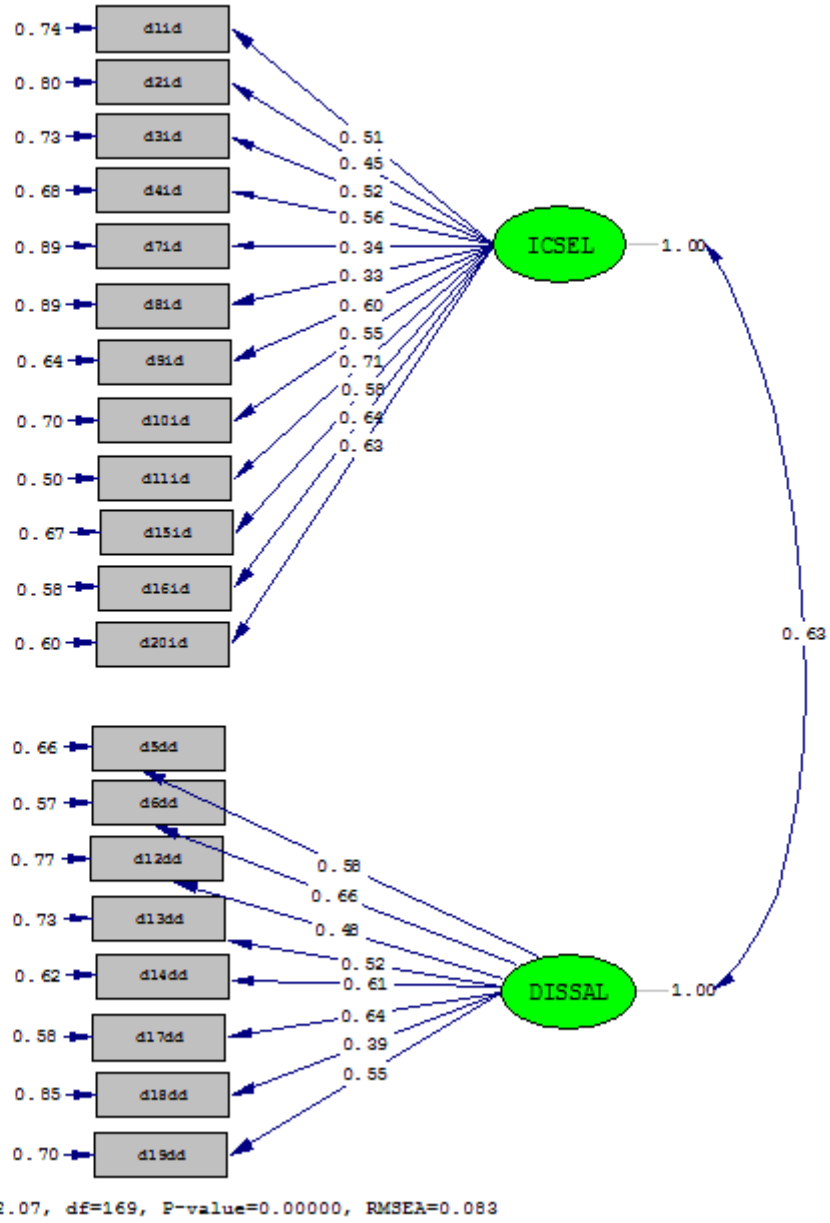 0.74 d1id
0.80 d2id
0.73 d3id
0.68 d4id
0.89 d7id
0.89 d8id
0.64 d9id
0.70 d10id
0.50 d11id
0.67 d15id
0.58 d16id
0.60 d20id
0.51
0.45
0.52
0.56
0.34
0.33
0.60
0.55
0.71
0.58
0.64
0.63
ICSEL 1.00
0.63
0.66 d5dd
0.57 d6dd
0.77 d12dd
0.73 d13dd
0.62 d14dd
0.58 d17dd
0.85 d18dd
0.70 d19dd
0.58
0.66
0.48
0.52
0.61
0.64
0.39
0.55
DISSAL 1.00
2.07, df=169, P-value=0.00000, RMSEA=0.083